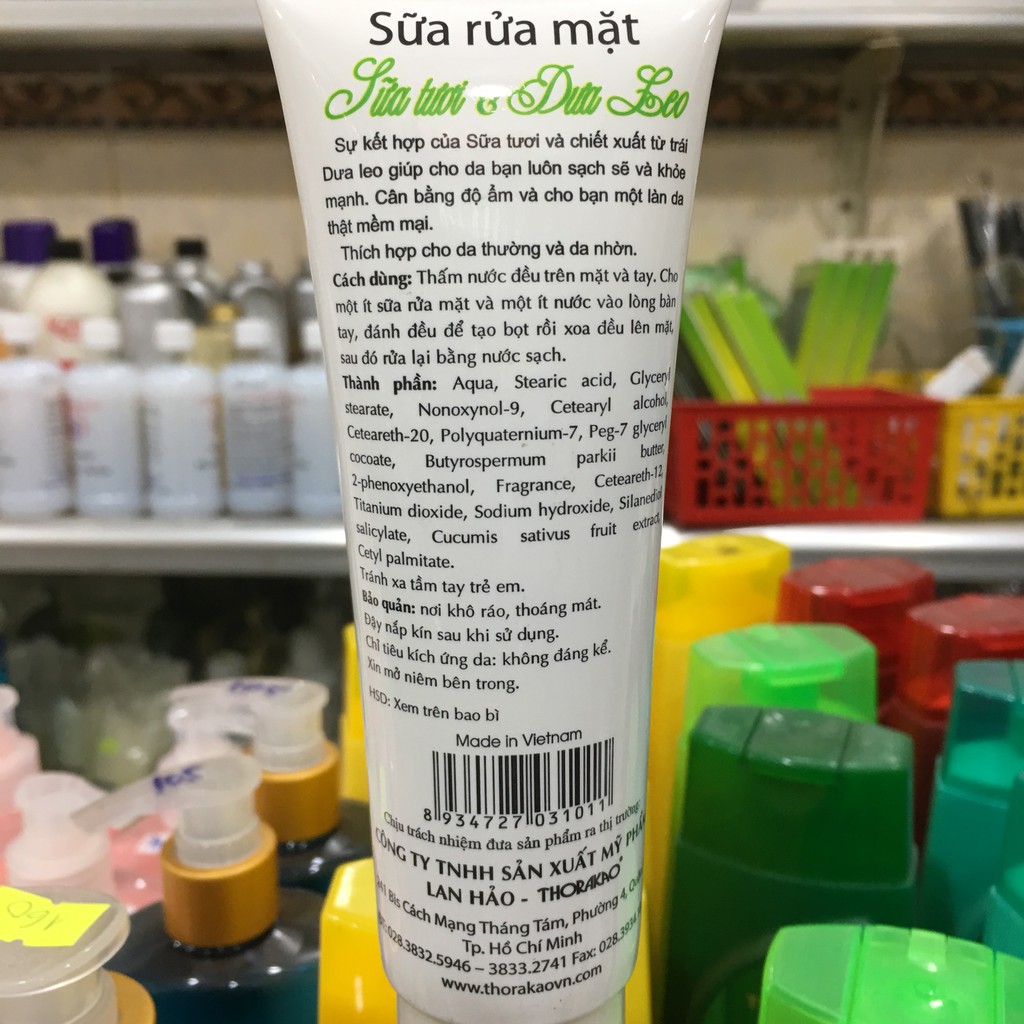 Sữa rửa mặt
Sữa tươi & Dưa Leo
Sự kết hợp của Sữa tươi và chiết xuất từ trái
Dưa leo giúp cho da bạn luôn sạch sẽ và khỏe
mạnh. Cân bằng độ ẩm và cho bạn một làn da
thật mềm mại.
Thích hợp cho da thường và da nhờn.
Cách dùng: Thấm nước đều trên mặt và tay. Cho
một ít sữa rửa mặt và một ít nước vào lòng bàn
tay, đánh đều để tạo bọt rồi xoa đều lên mặt,
sau đó rửa lại bằng nước sạch.
Thành phần: Aqua, Stearic acid, Glyceryl
stearate, Nonoxynol-9, Cetearyl alcohol,
Ceteareth-20, Polyquaternium-7, Peg-7 glyceryl
cocoate, Butyrospermum parkii butter,
2-phenoxyethanol, Fragrance, Ceteareth-12,
Titanium dioxide, Sodium hydroxide, Silanediol
salicylate, Cucumis sativus fruit extract,
Cetyl palmitate.
Tránh xa tầm tay trẻ em.
Bảo quản: nơi khô ráo, thoáng mát.
Đậy nắp kín sau khi sử dụng.
Chỉ tiêu kích ứng da: không đáng kể.
Xin mở niêm bên trong.
HSD: Xem trên bao bì
Made in Vietnam
8 934727 031011
Chịu trách nhiệm đưa sản phẩm ra thị trường:
CÔNG TY TNHH SẢN XUẤT MỸ PHẨM
LAN HẢO - THORAKAO
Bis Cách Mạng Tháng Tám, Phường 4,
Tp. Hồ Chí Minh
028.3832.5946 – 3833.2741 Fax: 028.3934
www.thorakaovn.com
160